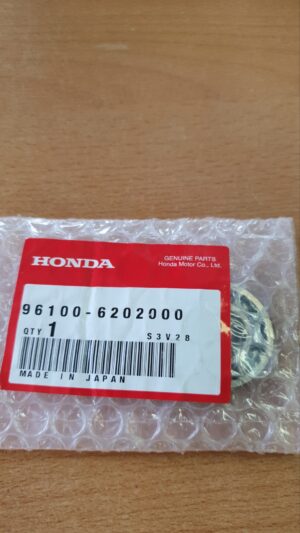 HONDA
GENUINE PARTS
Honda Motor Co., Ltd.
96100-6202000
QTY 1
S3V28
MADE IN JAPAN